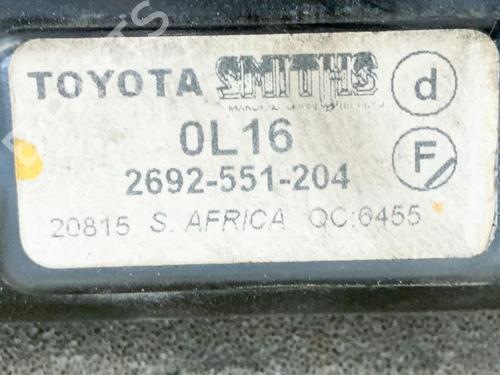 TOYOTA SMITHS d
0L16
F
2692-551-204
20815 S. AFRICA QC:6455